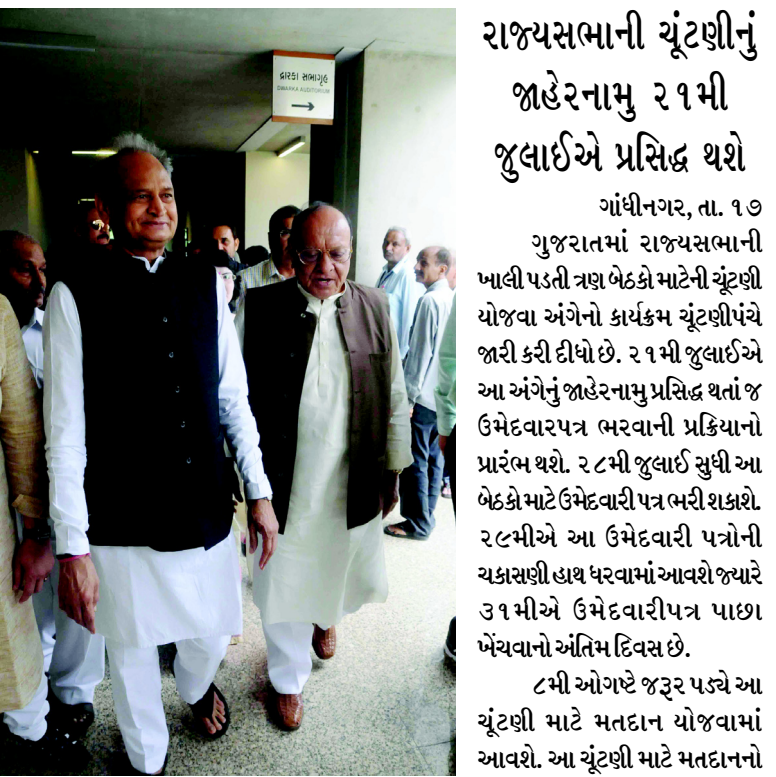 દ્વારકા સભાગૃહ
DWARKA AUDITORIUM
રાજ્યસભાની ચૂંટણીનું
જાહેરનામુ ૨૧મી
જુલાઈએ પ્રસિદ્ધ થશે
ગાંધીનગર, તા. ૧૭
ગુજરાતમાં રાજ્યસભાની
ખાલી પડતી ત્રણ બેઠકો માટેની ચૂંટણી
યોજવા અંગેનો કાર્યક્રમ ચૂંટણીપંચે
જારી કરી દીધો છે. ૨૧મી જુલાઈએ
આ અંગેનું જાહેરનામુ પ્રસિદ્ધ થતાં જ
ઉમેદવારપત્ર ભરવાની પ્રક્રિયાનો
પ્રારંભ થશે. ૨૮મી જુલાઈ સુધી આ
બેઠકો માટે ઉમેદવારી પત્ર ભરી શકાશે.
૨૯મીએ આ ઉમેદવારી પત્રોની
ચકાસણી હાથ ધરવામાં આવશે જ્યારે
૩૧મીએ ઉમેદવારીપત્ર પાછા
ખેંચવાનો અંતિમ દિવસ છે.
૮મી ઓગષ્ટે જરૂર પડ્યે આ
ચૂંટણી માટે મતદાન યોજવામાં
આવશે. આ ચૂંટણી માટે મતદાનનો